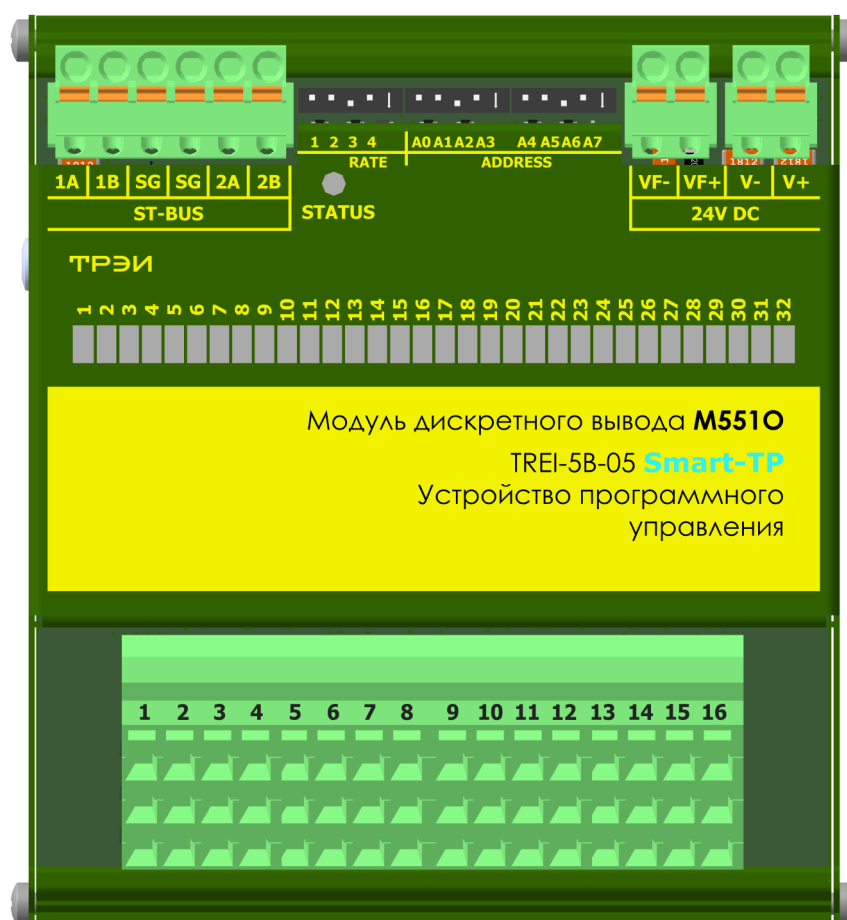 1 2 3 4 A0 A1 A2 A3 A4 A5 A6 A7
RATE ADDRESS
1A 1B SG SG 2A 2B VF- VF+ V- V+
ST-BUS STATUS 24V DC
ТРЭИ
1 2 3 4 5 6 7 8 9 10 11 12 13 14 15 16 17 18 19 20 21 22 23 24 25 26 27 28 29 30 31 32
Модуль дискретного вывода M551O
TREI-5B-05 Smart-TP
Устройство программного
управления
1 2 3 4 5 6 7 8 9 10 11 12 13 14 15 16